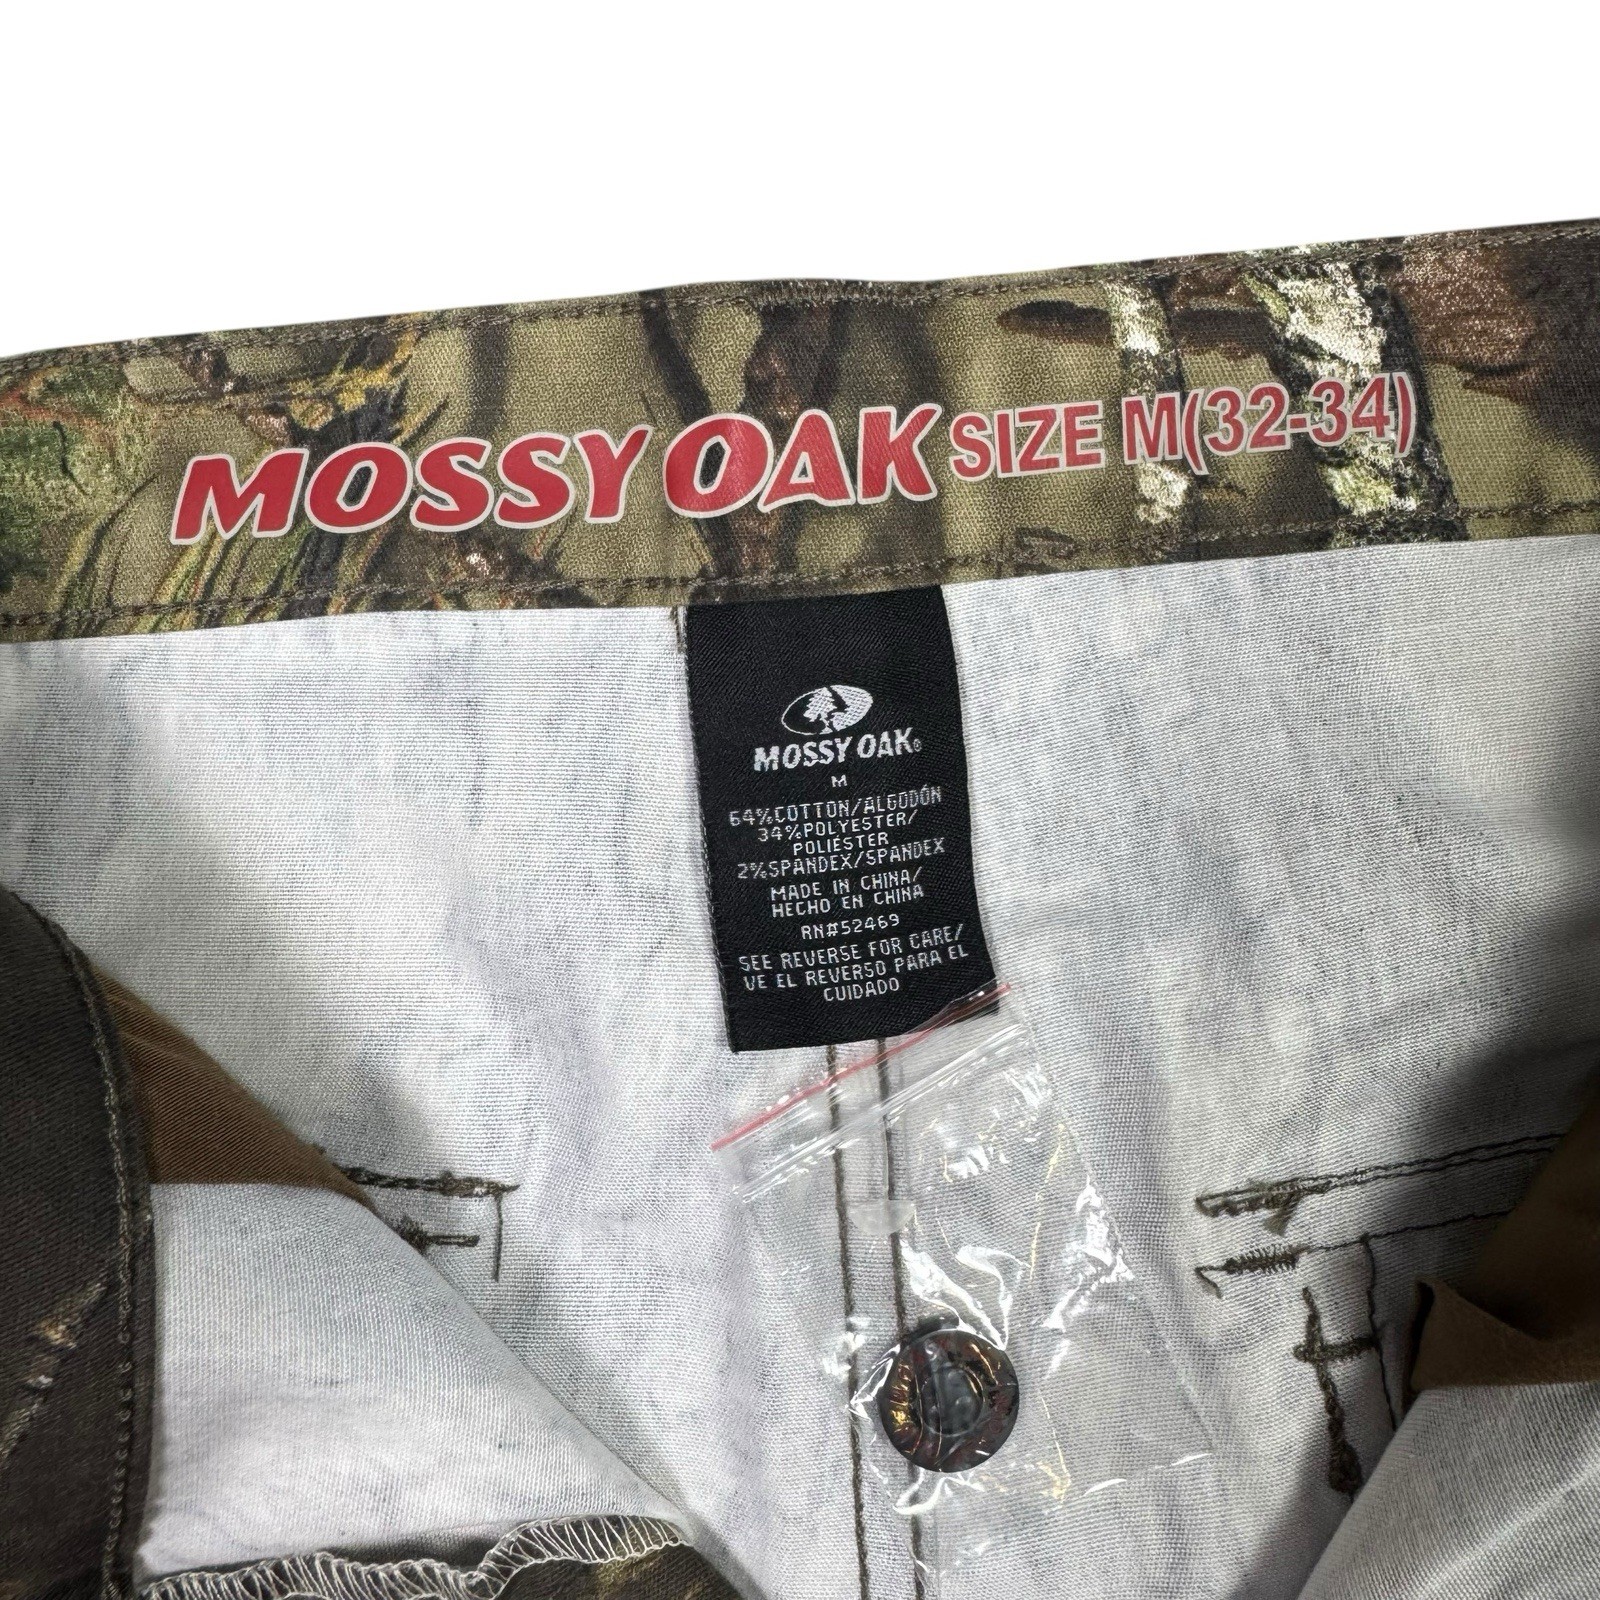 MOSSY OAK SIZE M(32-34)
MOSSY OAK®
M
64%COTTON/ALGODÓN
34%POLYESTER/
POLIÉSTER
2%SPANDEX/SPANDEX
MADE IN CHINA/
HECHO EN CHINA
RN#52469
SEE REVERSE FOR CARE/
VE EL REVERSO PARA EL
CUIDADO